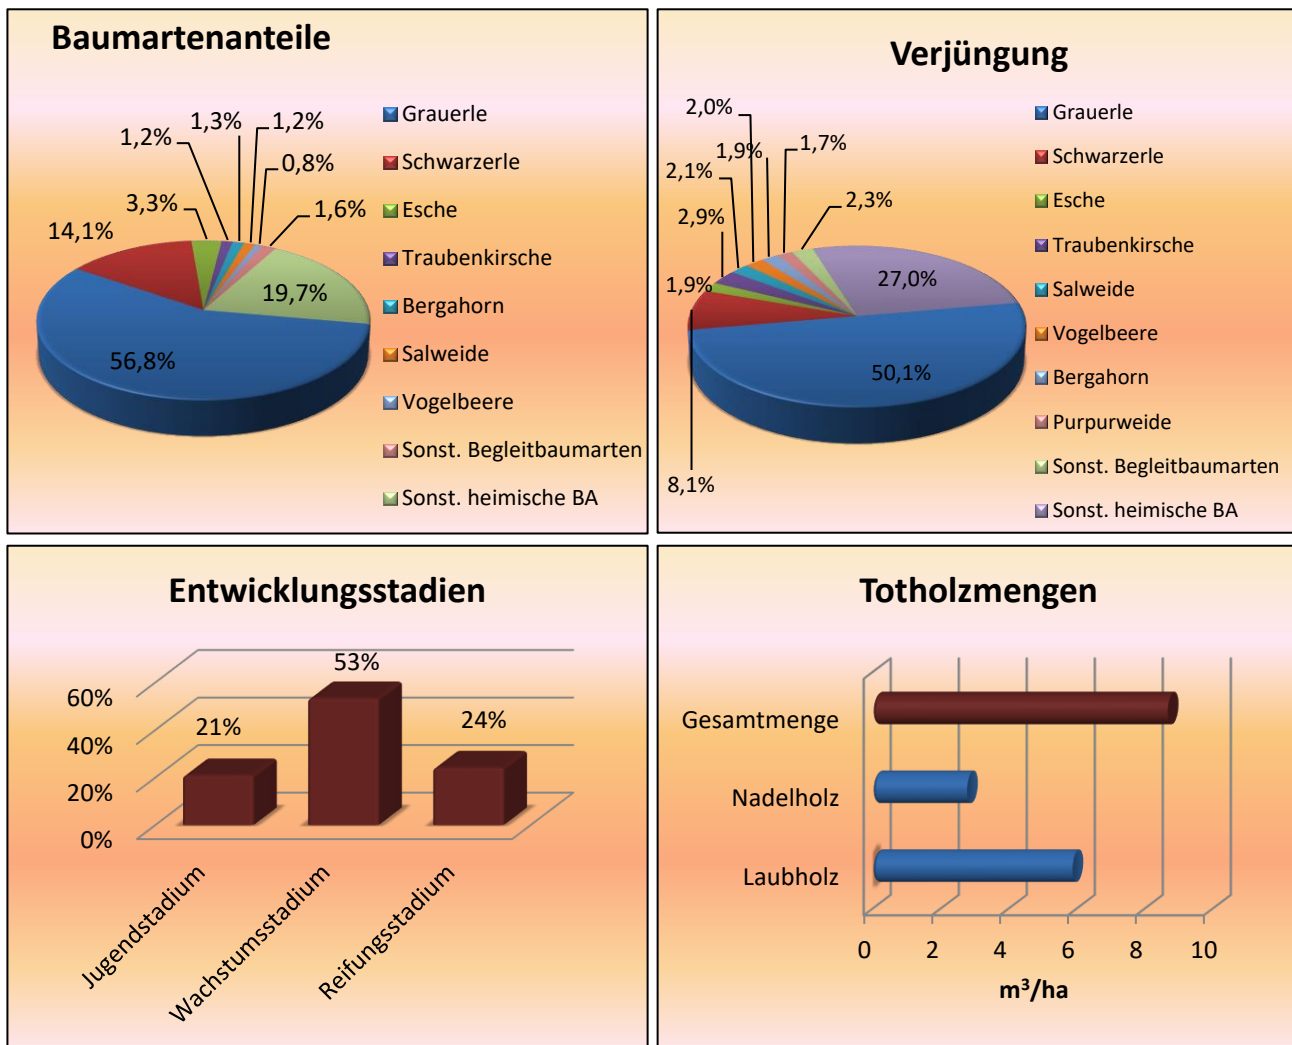 Baumartenanteile
1,2%
1,3%
1,2%
0,8%
1,6%
3,3%
14,1%
19,7%
56,8%
Grauerle
Schwarzerle
Esche
Traubenkirsche
Bergahorn
Salweide
Vogelbeere
Sonst. Begleitbaumarten
Sonst. heimische BA
Verjüngung
2,0%
1,9%
1,7%
2,1%
2,9%
2,3%
1,9%
27,0%
50,1%
8,1%
Grauerle
Schwarzerle
Esche
Traubenkirsche
Salweide
Vogelbeere
Bergahorn
Purpurweide
Sonst. Begleitbaumarten
Sonst. heimische BA
Entwicklungsstadien
60%
40%
20%
0%
21%
53%
24%
Jugendstadium
Wachstumsstadium
Reifungsstadium
Totholzmengen
Gesamtmenge
Nadelholz
Laubholz
0 2 4 6 8 10
m³/ha